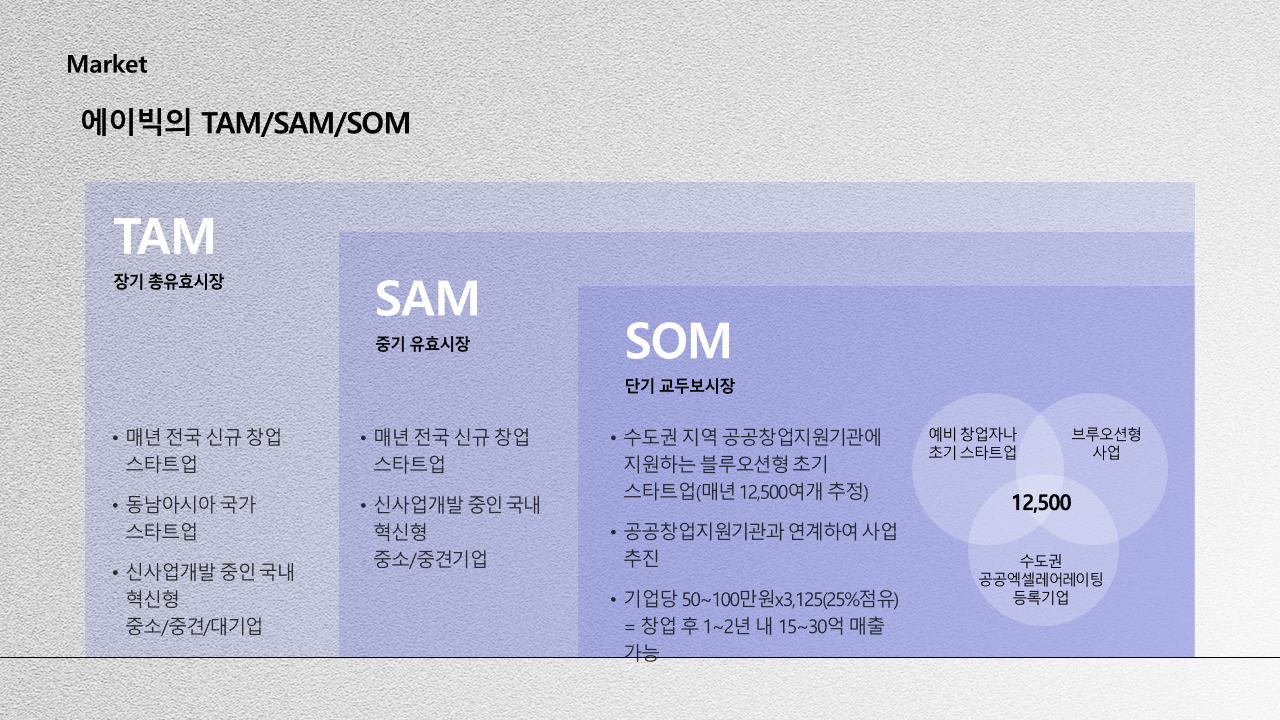 Market
에이빅의 TAM/SAM/SOM
TAM
장기 총유효시장
• 매년 전국 신규 창업
스타트업
• 동남아시아 국가
스타트업
• 신사업개발 중인 국내
혁신형
중소/중견/대기업
SAM
중기 유효시장
• 매년 전국 신규 창업
스타트업
• 신사업개발 중인 국내
혁신형
중소/중견기업
SOM
단기 교두보시장
• 수도권 지역 공공창업지원기관에
지원하는 블루오션형 초기
스타트업(매년 12,500여개 추정)
• 공공창업지원기관과 연계하여 사업
추진
• 기업당 50~100만원x3,125(25%점유)
= 창업 후 1~2년 내 15~30억 매출
가능
예비 창업자나
초기 스타트업
브루오션형
사업
12,500
수도권
공공엑셀레어레이팅
등록기업